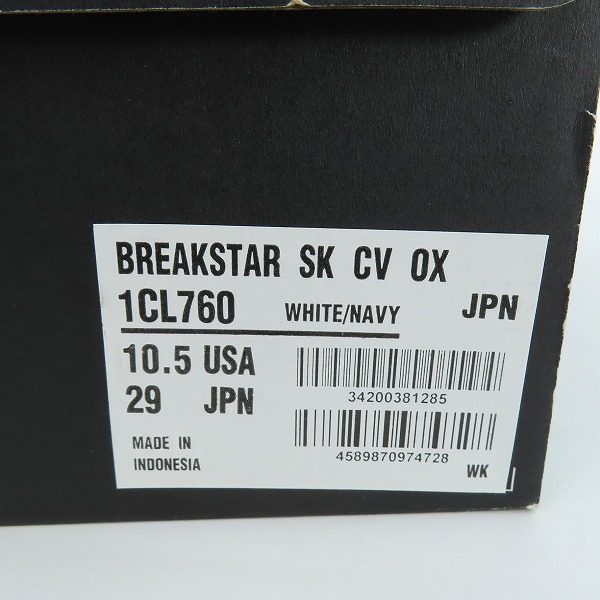 BREAKSTAR SK CV OX
1CL760 WHITE/NAVY JPN
10.5 USA
29 JPN
34200381285
4589870974728
MADE IN
INDONESIA
WK